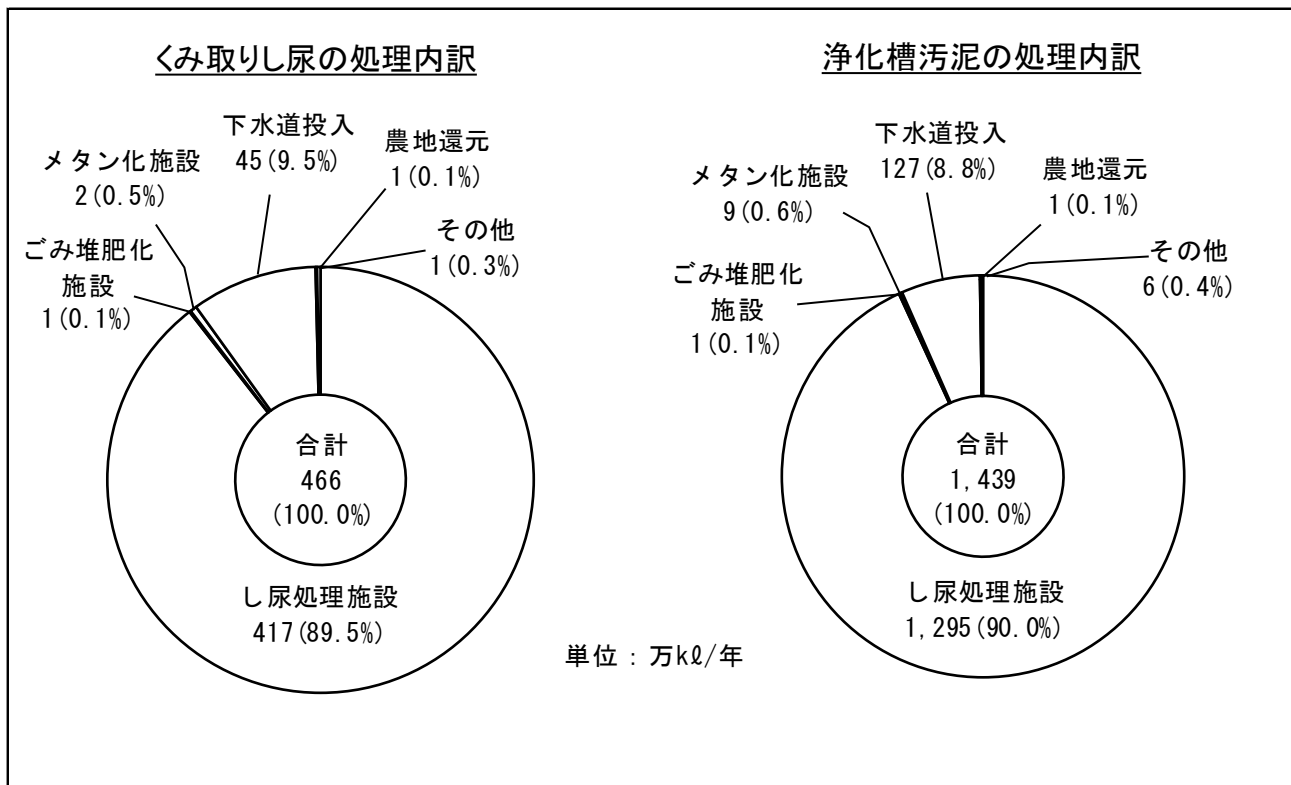 くみ取りし尿の処理内訳
下水道投入
45(9.5%)
農地還元
1(0.1%)
メタン化施設
2(0.5%)
その他
1(0.3%)
ごみ堆肥化
施設
1(0.1%)
合計
466
(100.0%)
し尿処理施設
417(89.5%)
浄化槽汚泥の処理内訳
下水道投入
127(8.8%)
農地還元
1(0.1%)
メタン化施設
9(0.6%)
その他
6(0.4%)
ごみ堆肥化
施設
1(0.1%)
合計
1,439
(100.0%)
し尿処理施設
1,295(90.0%)
単位：万kℓ/年